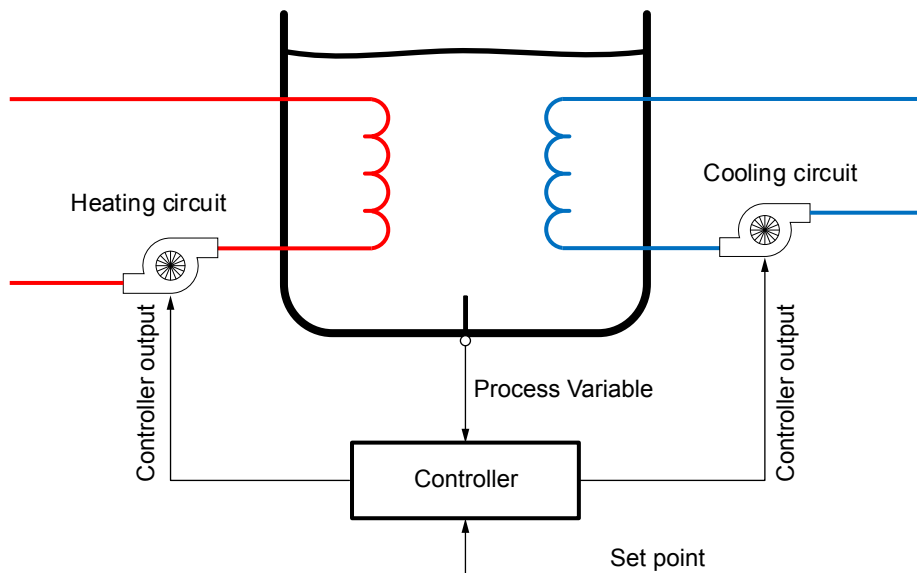 Cooling circuit
Heating circuit
Controller output
Controller output
Process Variable
Controller
Set point